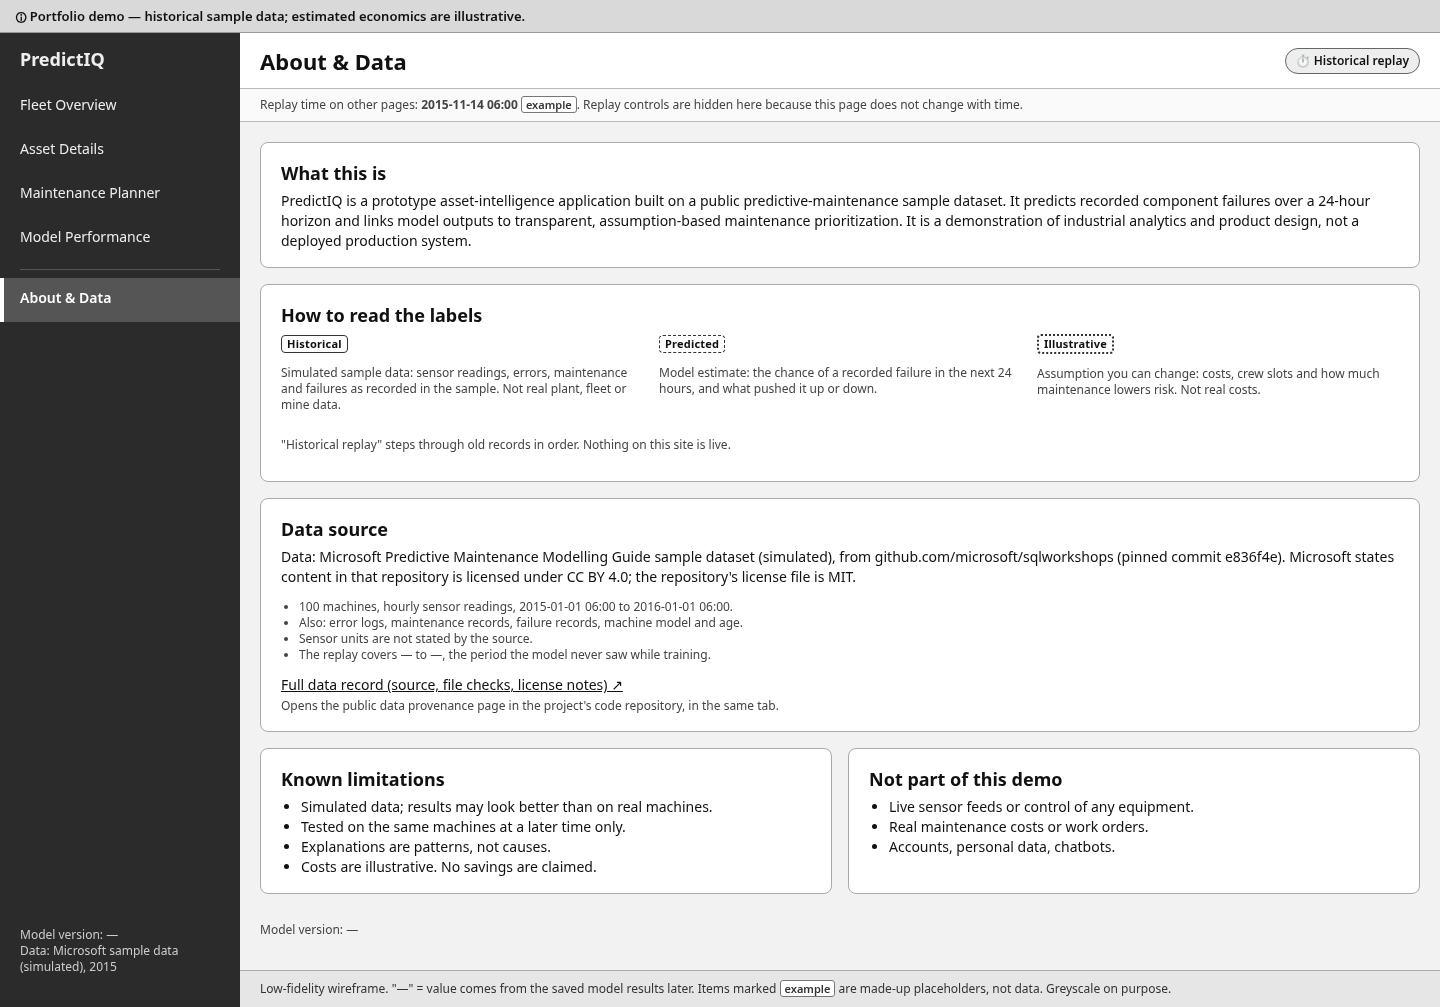 ⓘ Portfolio demo — historical sample data; estimated economics are illustrative.
PredictIQ
Fleet Overview
Asset Details
Maintenance Planner
Model Performance
About & Data
Model version: —
Data: Microsoft sample data
(simulated), 2015
About & Data
⏱ Historical replay
Replay time on other pages: 2015-11-14 06:00 example. Replay controls are hidden here because this page does not change with time.
What this is
PredictIQ is a prototype asset-intelligence application built on a public predictive-maintenance sample dataset. It predicts recorded component failures over a 24-hour
horizon and links model outputs to transparent, assumption-based maintenance prioritization. It is a demonstration of industrial analytics and product design, not a
deployed production system.
How to read the labels
Historical
Simulated sample data: sensor readings, errors, maintenance
and failures as recorded in the sample. Not real plant, fleet or
mine data.
Predicted
Model estimate: the chance of a recorded failure in the next 24
hours, and what pushed it up or down.
Illustrative
Assumption you can change: costs, crew slots and how much
maintenance lowers risk. Not real costs.
"Historical replay" steps through old records in order. Nothing on this site is live.
Data source
Data: Microsoft Predictive Maintenance Modelling Guide sample dataset (simulated), from github.com/microsoft/sqlworkshops (pinned commit e836f4e). Microsoft states
content in that repository is licensed under CC BY 4.0; the repository's license file is MIT.
• 100 machines, hourly sensor readings, 2015-01-01 06:00 to 2016-01-01 06:00.
• Also: error logs, maintenance records, failure records, machine model and age.
• Sensor units are not stated by the source.
• The replay covers — to —, the period the model never saw while training.
Full data record (source, file checks, license notes) ↗
Opens the public data provenance page in the project's code repository, in the same tab.
Known limitations
• Simulated data; results may look better than on real machines.
• Tested on the same machines at a later time only.
• Explanations are patterns, not causes.
• Costs are illustrative. No savings are claimed.
Not part of this demo
• Live sensor feeds or control of any equipment.
• Real maintenance costs or work orders.
• Accounts, personal data, chatbots.
Model version: —
Low-fidelity wireframe. "—" = value comes from the saved model results later. Items marked example are made-up placeholders, not data. Greyscale on purpose.